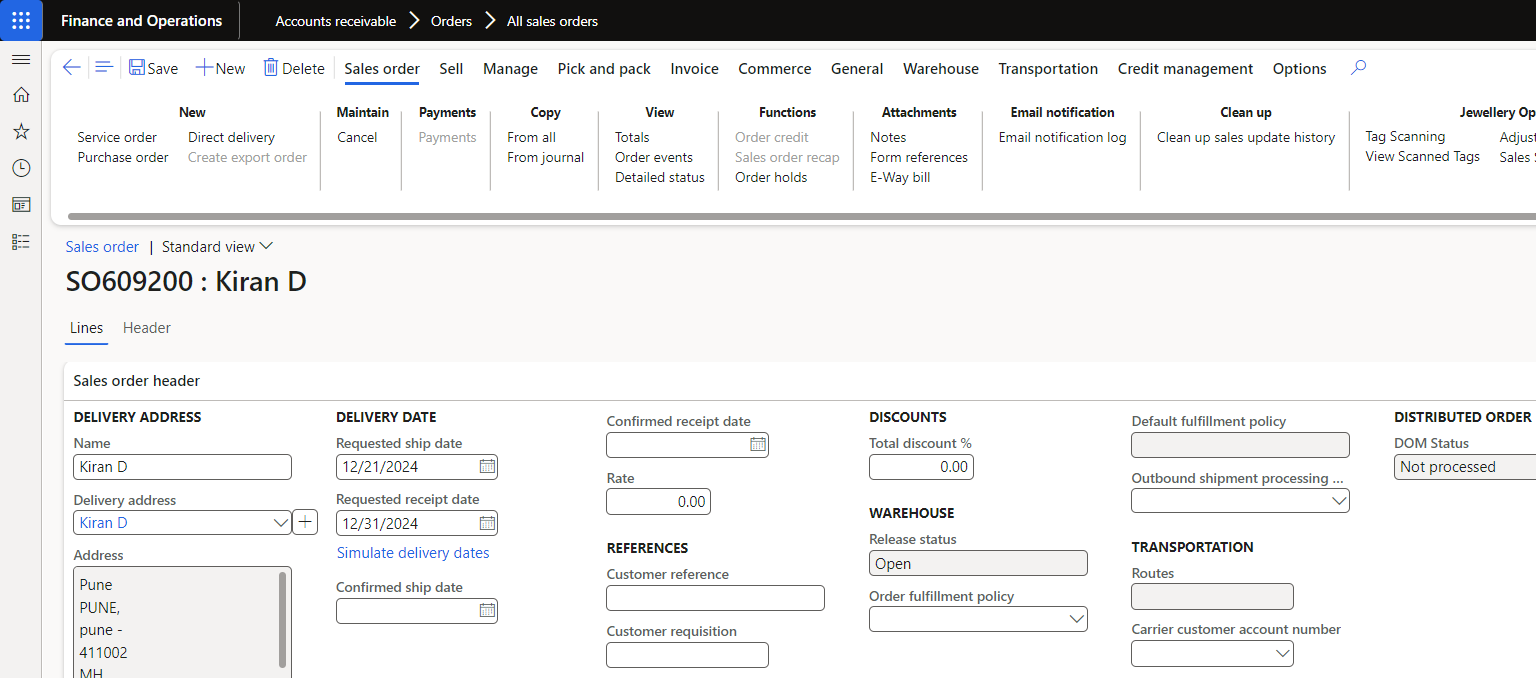 Finance and Operations
Accounts receivable Orders All sales orders
Save New Delete Sales order Sell Manage Pick and pack Invoice Commerce General Warehouse Transportation Credit management Options
New
Service order Direct delivery
Purchase order Create export order
Maintain
Cancel
Payments
Payments
Copy
From all
From journal
View
Totals
Order events
Detailed status
Functions
Order credit
Sales order recap
Order holds
Attachments
Notes
Form references
E-Way bill
Email notification
Email notification log
Clean up
Clean up sales update history
Jewellery Op
Tag Scanning Adjust
View Scanned Tags Sales
Sales order | Standard view
SO609200 : Kiran D
Lines Header
Sales order header
DELIVERY ADDRESS
Name
Kiran D
Delivery address
Kiran D
Address
Pune
PUNE,
pune -
411002
MH
DELIVERY DATE
Requested ship date
12/21/2024
Requested receipt date
12/31/2024
Simulate delivery dates
Confirmed ship date
Confirmed receipt date
Rate
0.00
REFERENCES
Customer reference
Customer requisition
DISCOUNTS
Total discount %
0.00
WAREHOUSE
Release status
Open
Order fulfillment policy
Default fulfillment policy
Outbound shipment processing ...
TRANSPORTATION
Routes
Carrier customer account number
DISTRIBUTED ORDER
DOM Status
Not processed